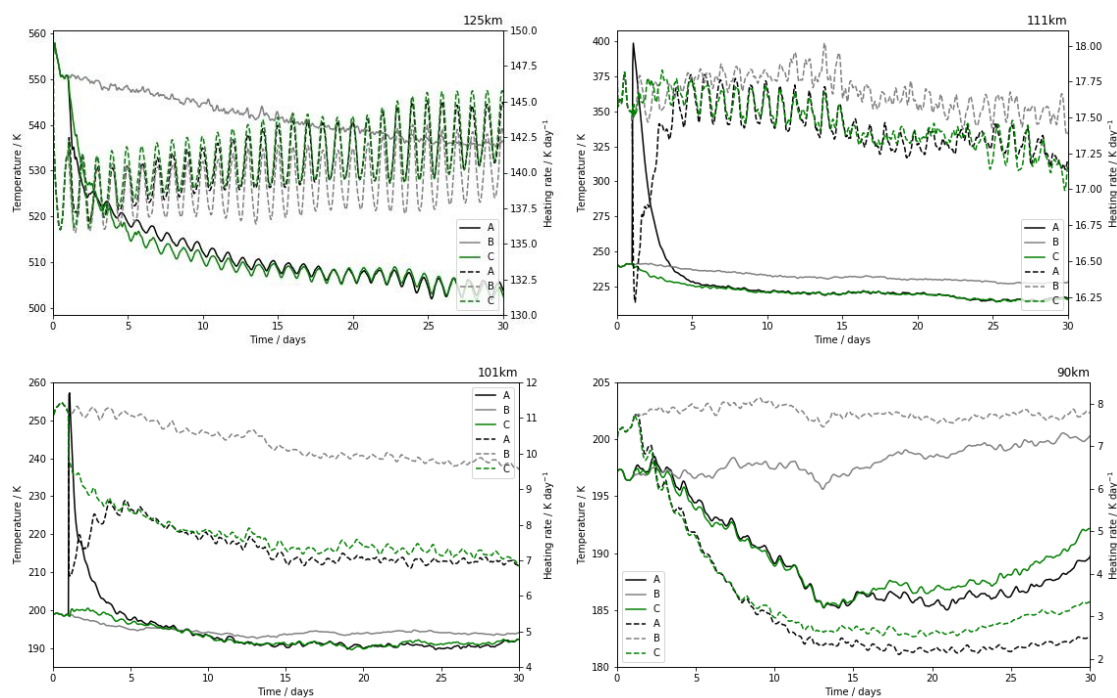 125km
560
550
540
530
520
510
500
Temperature / K
150.0
147.5
145.0
142.5
140.0
137.5
135.0
132.5
130.0
Heating rate / K day⁻¹
A
B
C
A
B
C
0 5 10 15 20 25 30
Time / days
111km
400
375
350
325
300
275
250
225
Temperature / K
18.00
17.75
17.50
17.25
17.00
16.75
16.50
16.25
Heating rate / K day⁻¹
A
B
C
A
B
C
0 5 10 15 20 25 30
Time / days
101km
260
250
240
230
220
210
200
190
Temperature / K
12
11
10
9
8
7
6
5
4
Heating rate / K day⁻¹
A
B
C
A
B
C
0 5 10 15 20 25 30
Time / days
90km
205
200
195
190
185
180
Temperature / K
8
7
6
5
4
3
2
Heating rate / K day⁻¹
A
B
C
A
B
C
0 5 10 15 20 25 30
Time / days